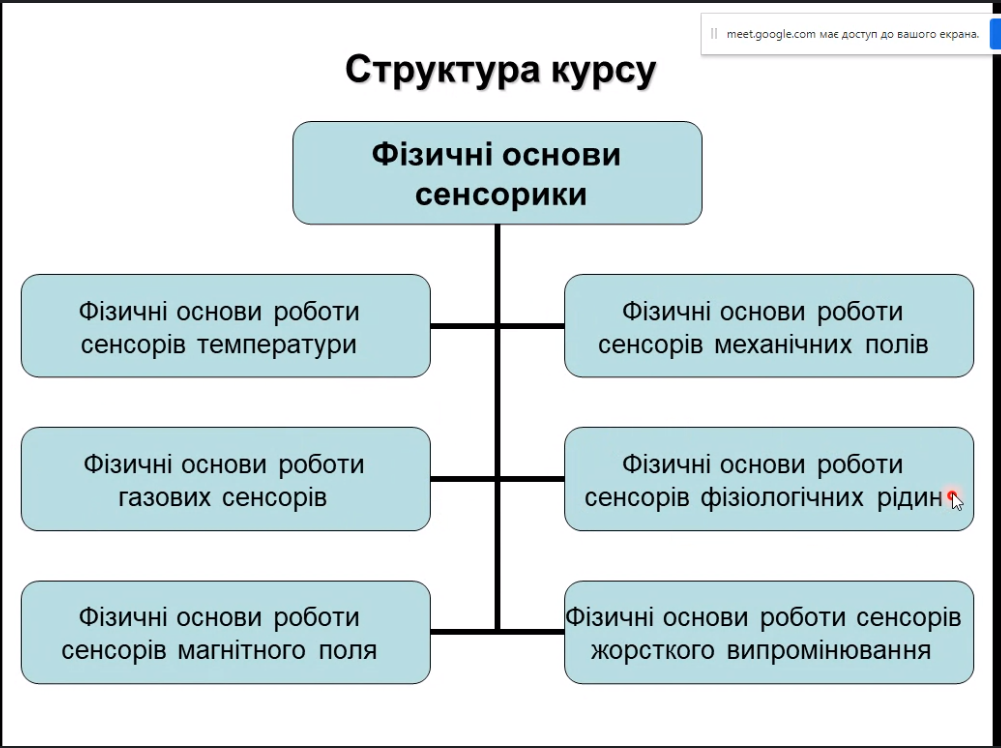 meet.google.com має доступ до вашого екрана.
Структура курсу
Фізичні основи
сенсорики
Фізичні основи роботи
сенсорів температури
Фізичні основи роботи
сенсорів механічних полів
Фізичні основи роботи
газових сенсорів
Фізичні основи роботи
сенсорів фізіологічних рідин
Фізичні основи роботи
сенсорів магнітного поля
Фізичні основи роботи сенсорів
жорсткого випромінювання